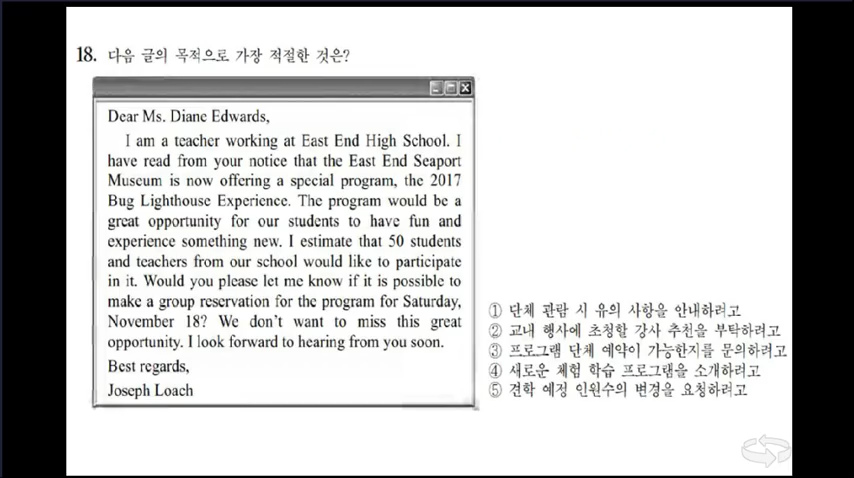 18. 다음 글의 목적으로 가장 적절한 것은?
Dear Ms. Diane Edwards,
I am a teacher working at East End High School. I
have read from your notice that the East End Seaport
Museum is now offering a special program, the 2017
Bug Lighthouse Experience. The program would be a
great opportunity for our students to have fun and
experience something new. I estimate that 50 students
and teachers from our school would like to participate
in it. Would you please let me know if it is possible to
make a group reservation for the program for Saturday,
November 18? We don't want to miss this great
opportunity. I look forward to hearing from you soon.
Best regards,
Joseph Loach
① 단체 관람 시 유의 사항을 안내하려고
② 교내 행사에 초청할 강사 추천을 부탁하려고
③ 프로그램 단체 예약이 가능한지를 문의하려고
④ 새로운 체험 학습 프로그램을 소개하려고
⑤ 견학 예정 인원수의 변경을 요청하려고